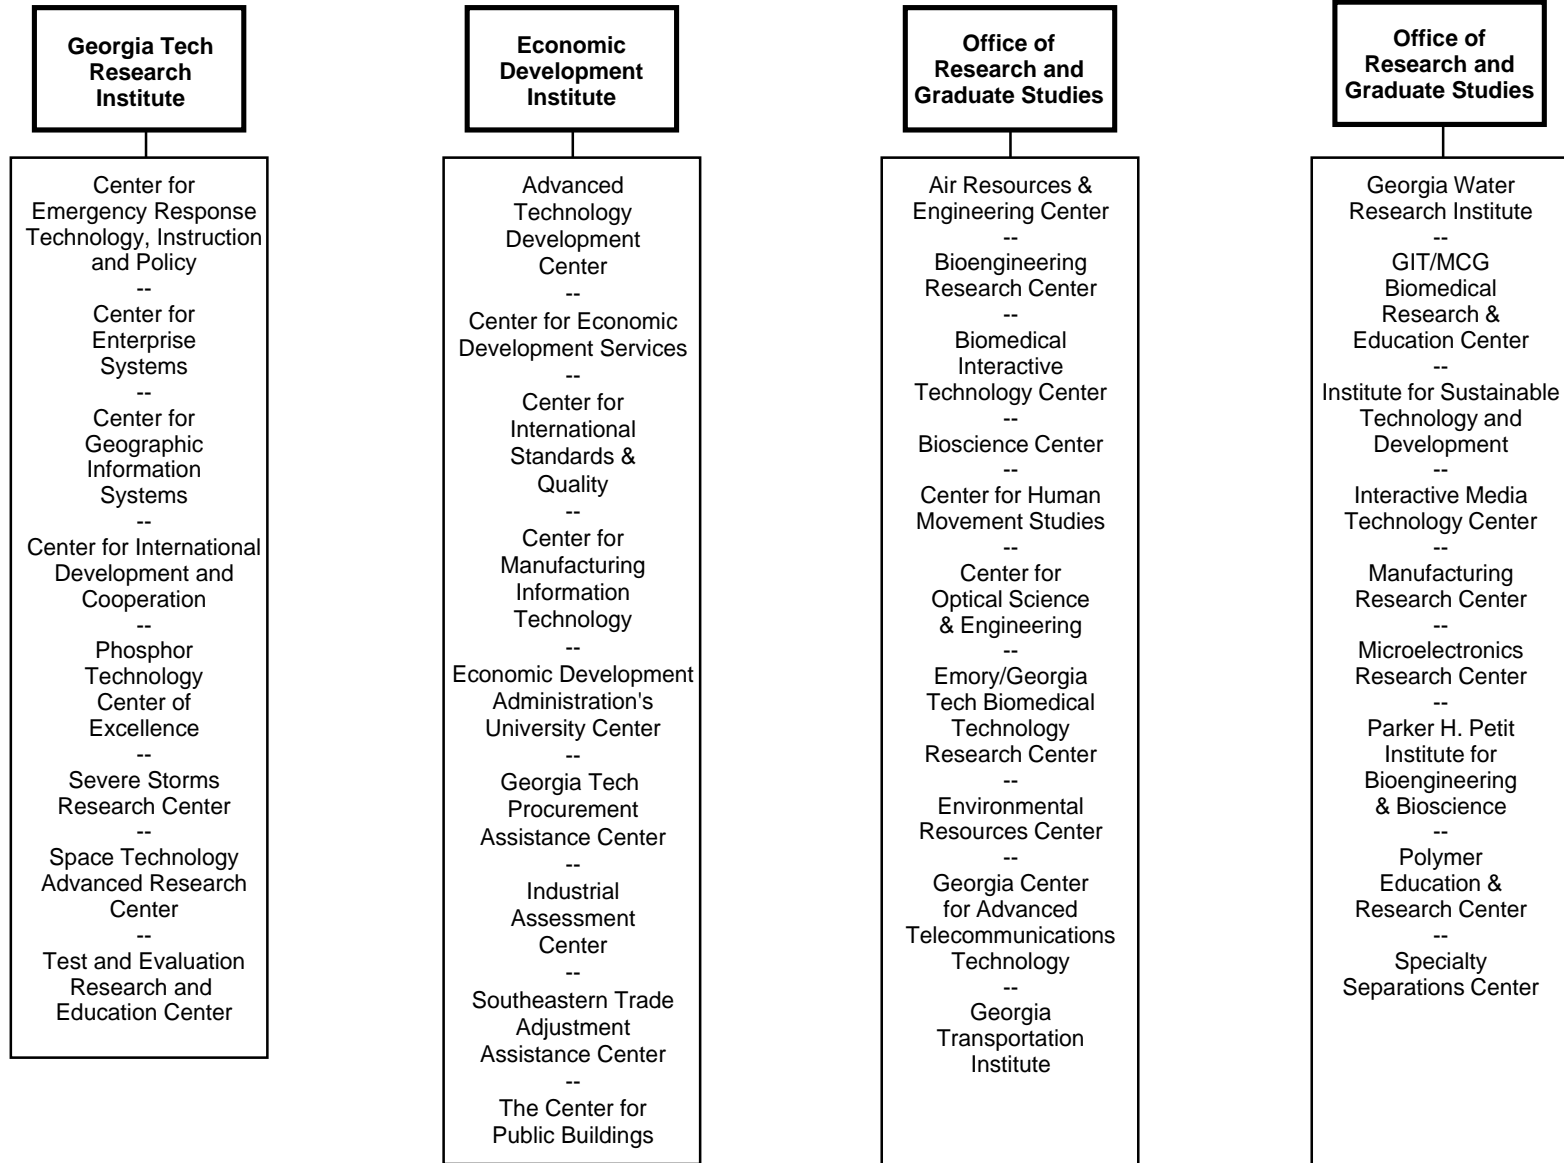 Georgia Tech
Research
Institute
Center for
Emergency Response
Technology, Instruction
and Policy
--
Center for
Enterprise
Systems
--
Center for
Geographic
Information
Systems
--
Center for International
Development and
Cooperation
--
Phosphor
Technology
Center of
Excellence
--
Severe Storms
Research Center
--
Space Technology
Advanced Research
Center
--
Test and Evaluation
Research and
Education Center
Economic
Development
Institute
Advanced
Technology
Development
Center
--
Center for Economic
Development Services
--
Center for
International
Standards &
Quality
--
Center for
Manufacturing
Information
Technology
--
Economic Development
Administration's
University Center
--
Georgia Tech
Procurement
Assistance Center
--
Industrial
Assessment
Center
--
Southeastern Trade
Adjustment
Assistance Center
--
The Center for
Public Buildings
Office of
Research and
Graduate Studies
Air Resources &
Engineering Center
--
Bioengineering
Research Center
--
Biomedical
Interactive
Technology Center
--
Bioscience Center
--
Center for Human
Movement Studies
--
Center for
Optical Science
& Engineering
--
Emory/Georgia
Tech Biomedical
Technology
Research Center
--
Environmental
Resources Center
--
Georgia Center
for Advanced
Telecommunications
Technology
--
Georgia
Transportation
Institute
Office of
Research and
Graduate Studies
Georgia Water
Research Institute
--
GIT/MCG
Biomedical
Research &
Education Center
--
Institute for Sustainable
Technology and
Development
--
Interactive Media
Technology Center
--
Manufacturing
Research Center
--
Microelectronics
Research Center
--
Parker H. Petit
Institute for
Bioengineering
& Bioscience
--
Polymer
Education &
Research Center
--
Specialty
Separations Center